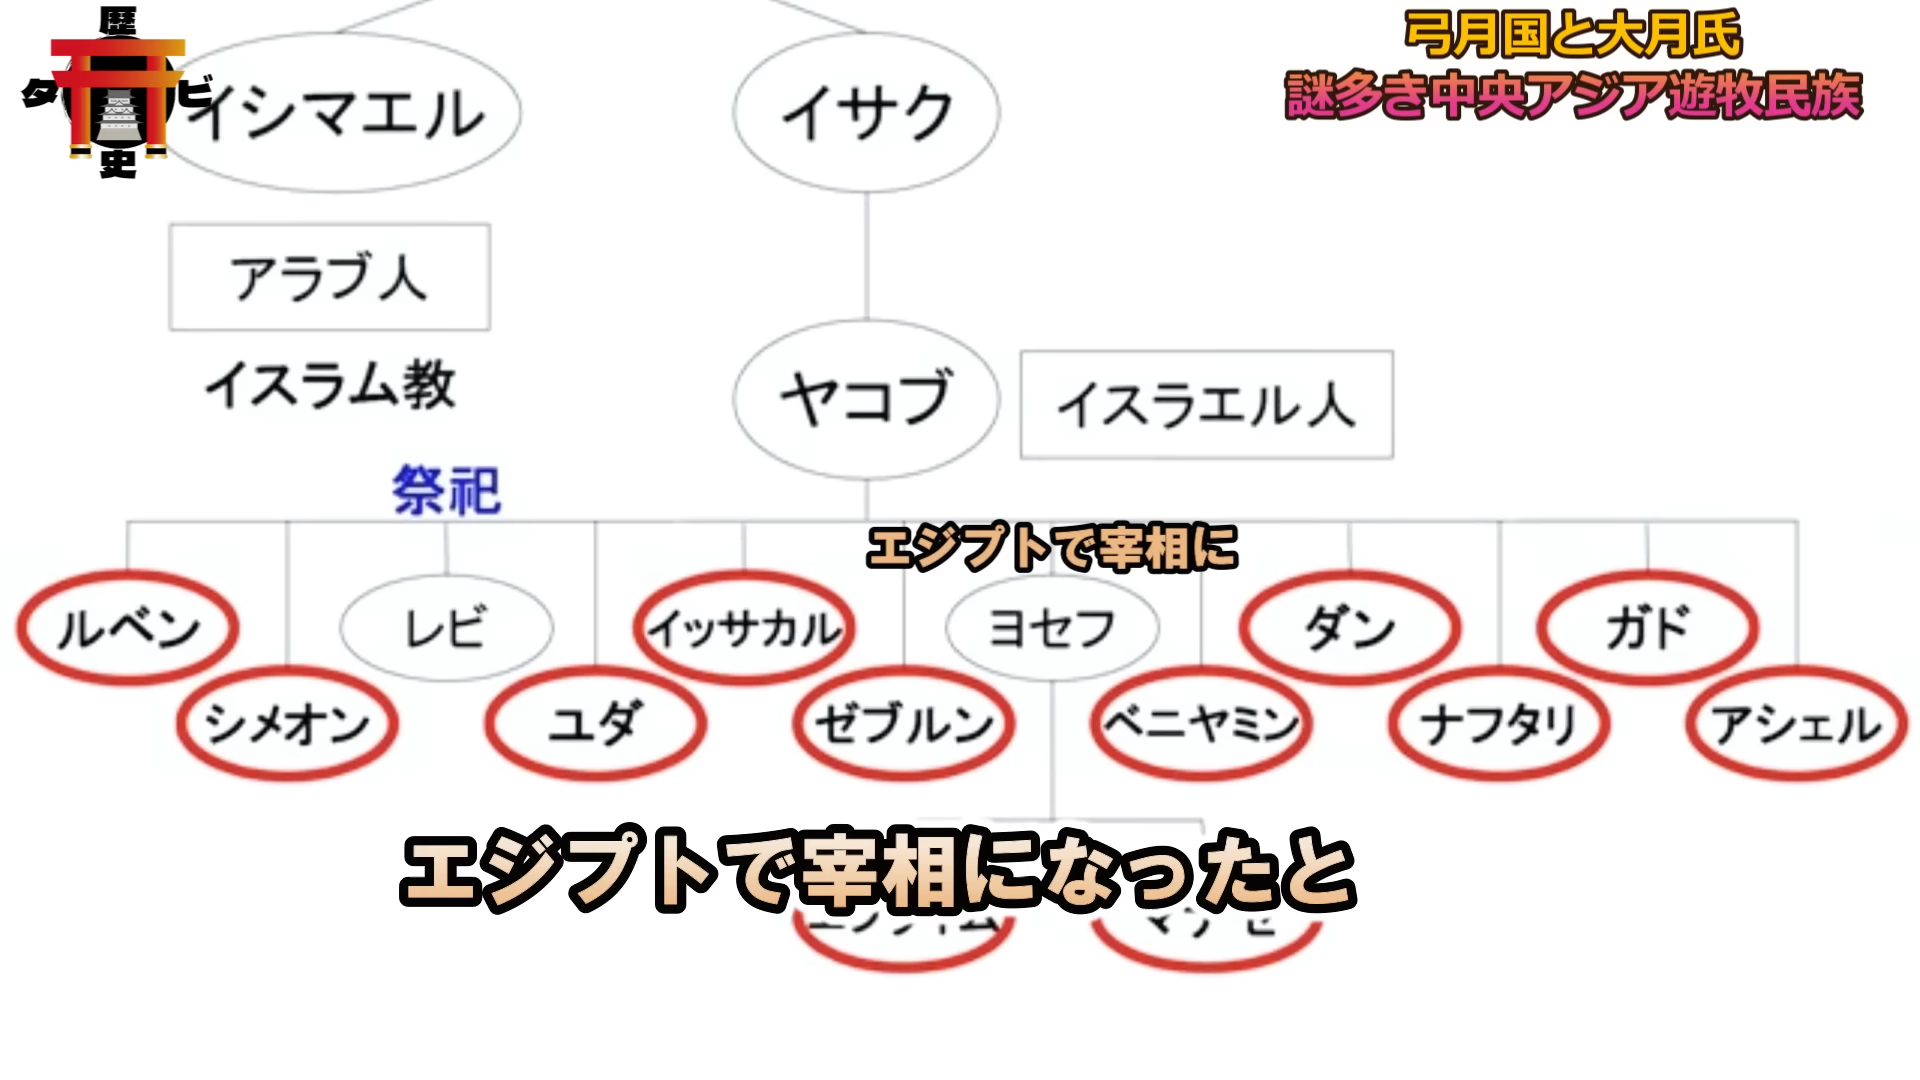 歴
タビ
史
弓月国と大月氏
謎多き中央アジア遊牧民族
イシマエル
イサク
アラブ人
イスラム教
ヤコブ
イスラエル人
祭祀
エジプトで宰相に
ルベン
レビ
イッサカル
ヨセフ
ダン
ガド
シメオン
ユダ
ゼブルン
ベニヤミン
ナフタリ
アシェル
エジプトで宰相になったと